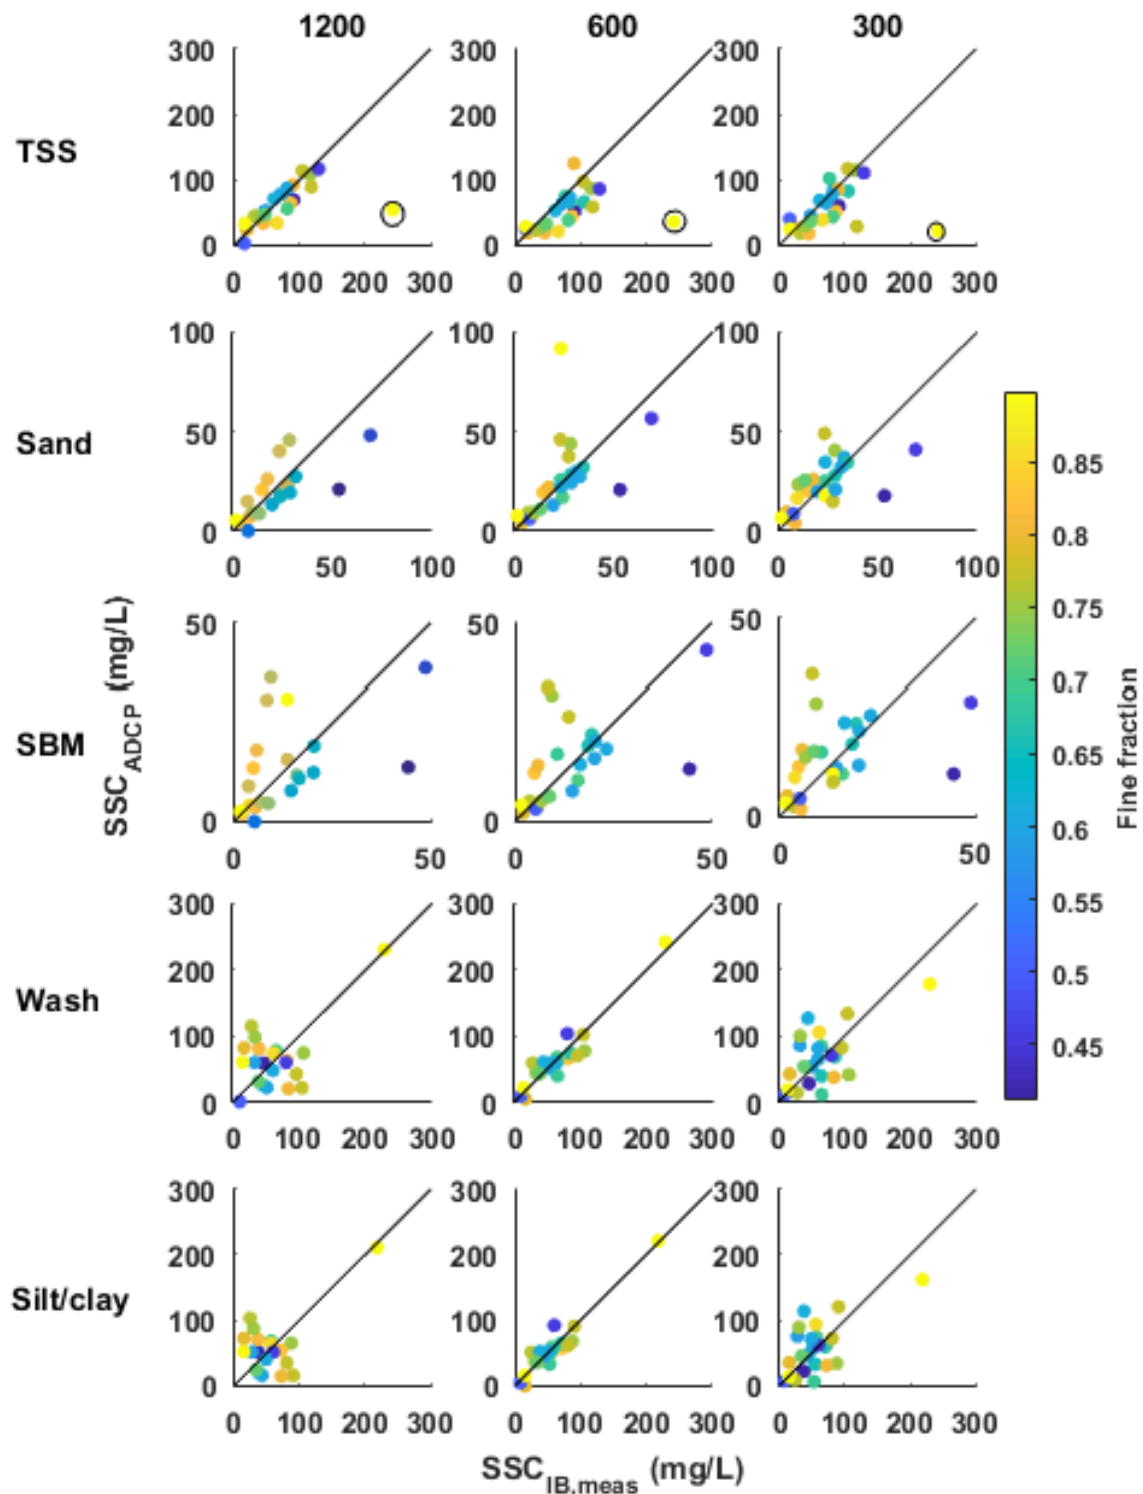 1200 600 300
300 300 300
200 200 200
TSS
100 100 100
0 0 0
0 100 200 300 0 100 200 300 0 100 200 300
100 100 100
Sand
50 50 50
0 0 0
0 50 100 0 50 100 0 50 100
50 50 50
SBM
0 0 0
0 50 0 50 0 50
300 300 300
200 200 200
Wash
100 100 100
0 0 0
0 100 200 300 0 100 200 300 0 100 200 300
300 300 300
200 200 200
Silt/clay
100 100 100
0 0 0
0 100 200 300 0 100 200 300 0 100 200 300
SSC_ADCP (mg/L)
SSC_IB,meas (mg/L)
0.85
0.8
0.75
0.7
0.65
0.6
0.55
0.5
0.45
Fine fraction